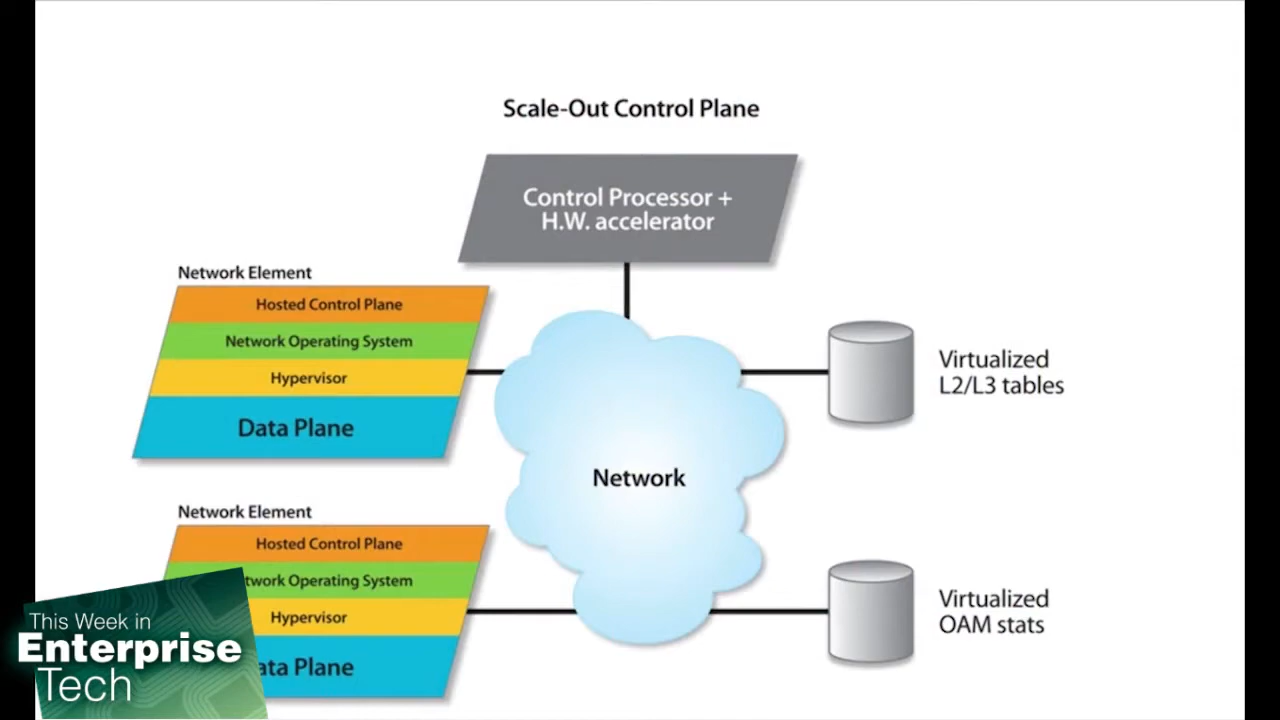 Scale-Out Control Plane
Control Processor +
H.W. accelerator
Network Element
Hosted Control Plane
Network Operating System
Hypervisor
Data Plane
Network
Virtualized
L2/L3 tables
Network Element
Hosted Control Plane
Operating System
Hypervisor
Plane
Virtualized
OAM stats
This Week in
Enterprise
Tech